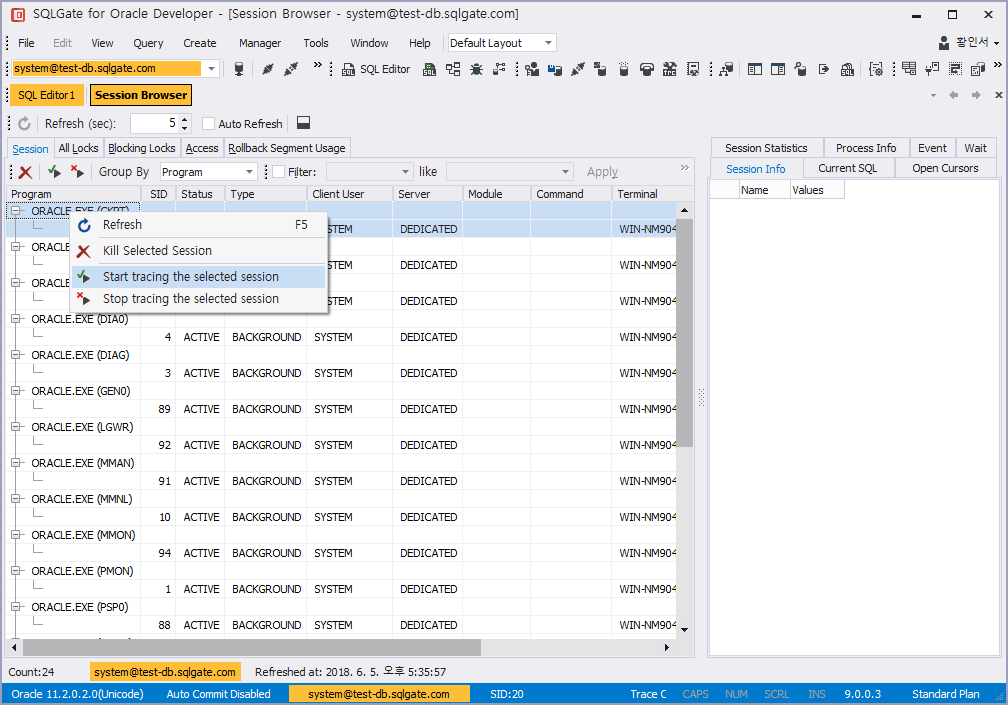 SQLGate for Oracle Developer - [Session Browser - system@test-db.sqlgate.com]
File Edit View Query Create Manager Tools Window Help Default Layout 황인서
system@test-db.sqlgate.com SQL Editor
SQL Editor1 Session Browser
Refresh (sec): 5 Auto Refresh
Session All Locks Blocking Locks Access Rollback Segment Usage
Session Statistics Process Info Event Wait
Group By Program Filter: like Apply
Session Info Current SQL Open Cursors
Program SID Status Type Client User Server Module Command Terminal
Name Values
ORACLE.EXE (CKPT)
STEM DEDICATED WIN-NM904
ORACLE
STEM DEDICATED WIN-NM904
ORACLE
STEM DEDICATED WIN-NM904
Refresh F5
Kill Selected Session
Start tracing the selected session
Stop tracing the selected session
ORACLE.EXE (DIA0)
4 ACTIVE BACKGROUND SYSTEM DEDICATED WIN-NM904
ORACLE.EXE (DIAG)
3 ACTIVE BACKGROUND SYSTEM DEDICATED WIN-NM904
ORACLE.EXE (GEN0)
89 ACTIVE BACKGROUND SYSTEM DEDICATED WIN-NM904
ORACLE.EXE (LGWR)
92 ACTIVE BACKGROUND SYSTEM DEDICATED WIN-NM904
ORACLE.EXE (MMAN)
91 ACTIVE BACKGROUND SYSTEM DEDICATED WIN-NM904
ORACLE.EXE (MMNL)
10 ACTIVE BACKGROUND SYSTEM DEDICATED WIN-NM904
ORACLE.EXE (MMON)
94 ACTIVE BACKGROUND SYSTEM DEDICATED WIN-NM904
ORACLE.EXE (PMON)
1 ACTIVE BACKGROUND SYSTEM DEDICATED WIN-NM904
ORACLE.EXE (PSP0)
88 ACTIVE BACKGROUND SYSTEM DEDICATED WIN-NM904
Count:24 system@test-db.sqlgate.com Refreshed at: 2018. 6. 5. 오후 5:35:57
Oracle 11.2.0.2.0(Unicode) Auto Commit Disabled system@test-db.sqlgate.com SID:20 Trace C CAPS NUM SCRL INS 9.0.0.3 Standard Plan